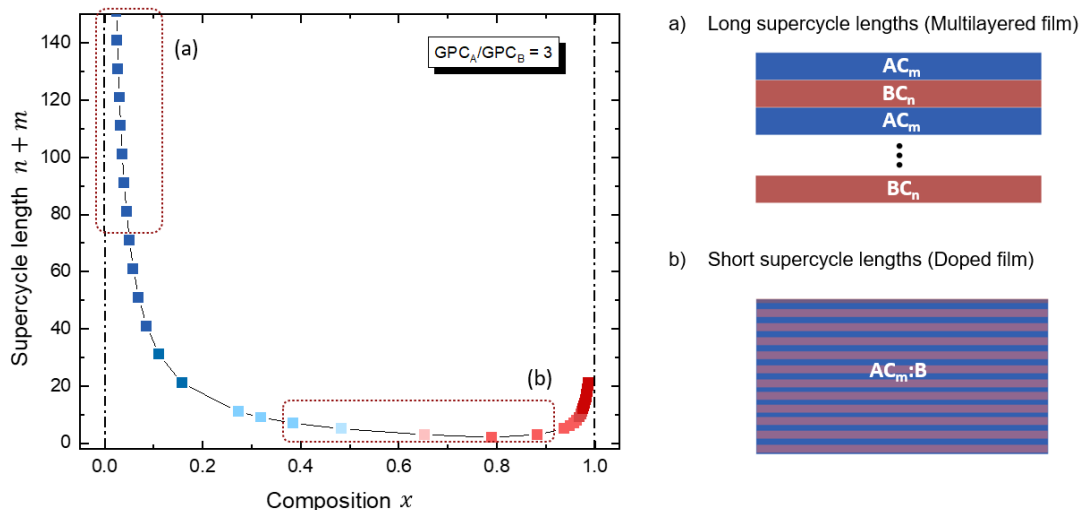 140
120
100
80
60
40
20
0
Supercycle length n + m
(a)
GPC_A/GPC_B = 3
(b)
0.0 0.2 0.4 0.6 0.8 1.0
Composition x
a) Long supercycle lengths (Multilayered film)
AC_m
BC_n
AC_m
BC_n
b) Short supercycle lengths (Doped film)
AC_m:B